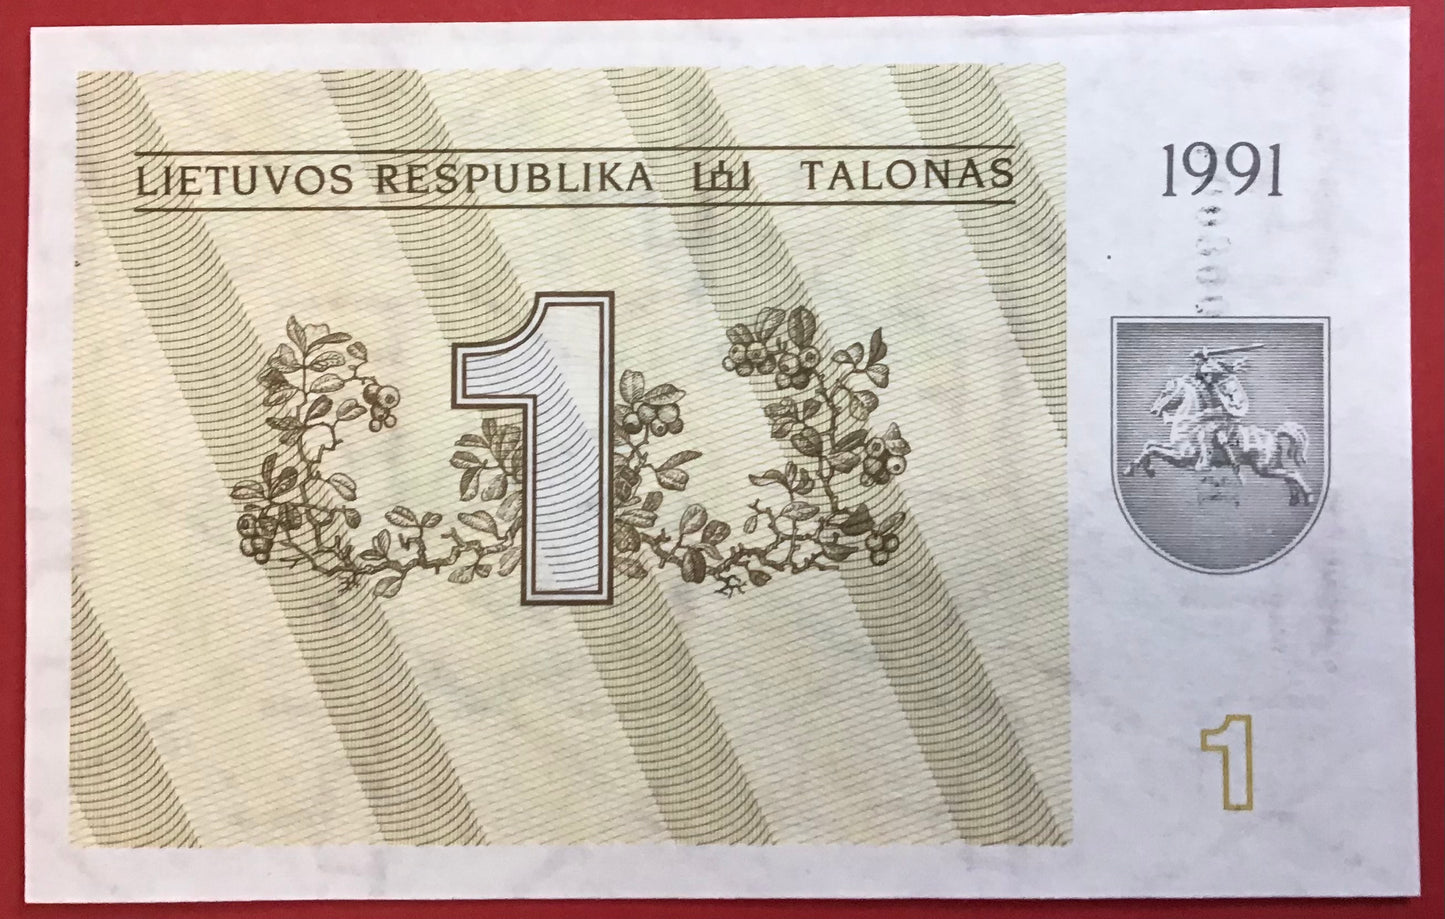 LIETUVOS RESPUBLIKA TALONAS
1991
1
1